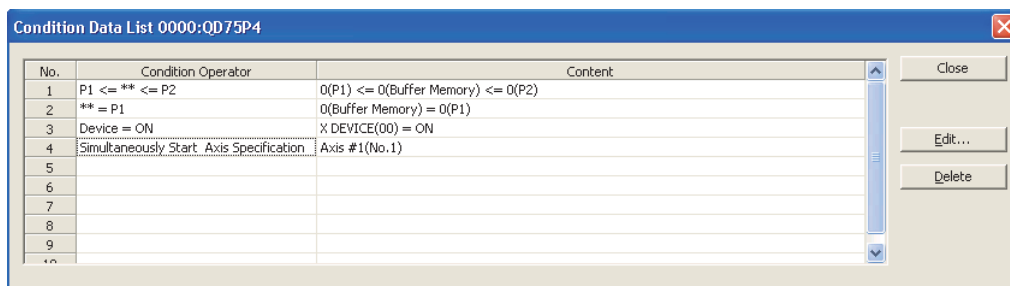 Condition Data List 0000:QD75P4
No. Condition Operator Content
1 P1 <= ** <= P2 0(P1) <= 0(Buffer Memory) <= 0(P2)
2 ** = P1 0(Buffer Memory) = 0(P1)
3 Device = ON X DEVICE(00) = ON
4 Simultaneously Start Axis Specification Axis #1(No.1)
5
6
7
8
9
10
Close
Edit...
Delete